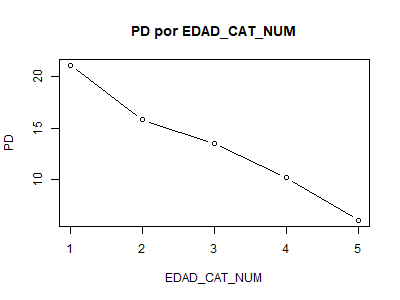 PD por EDAD_CAT_NUM
20
15
10
PD
1 2 3 4 5
EDAD_CAT_NUM